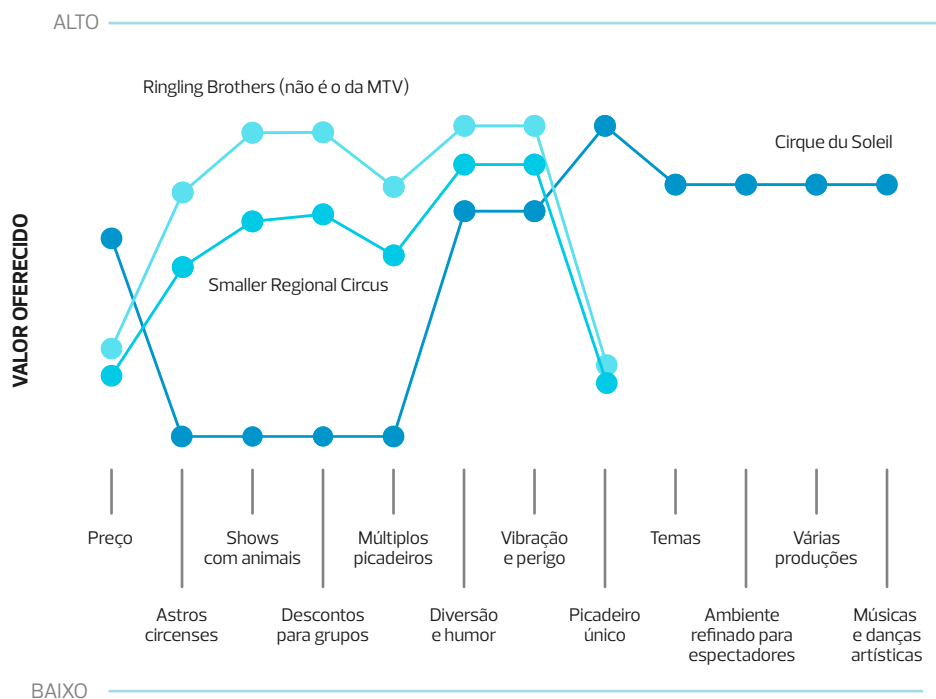 ALTO
Ringling Brothers (não é o da MTV)
Cirque du Soleil
VALOR OFERECIDO
Smaller Regional Circus
Preço
Shows
com animais
Múltiplos
picadeiros
Vibração
e perigo
Temas
Várias
produções
Astros
circenses
Descontos
para grupos
Diversão
e humor
Picadeiro
único
Ambiente
refinado para
espectadores
Músicas
e danças
artísticas
BAIXO